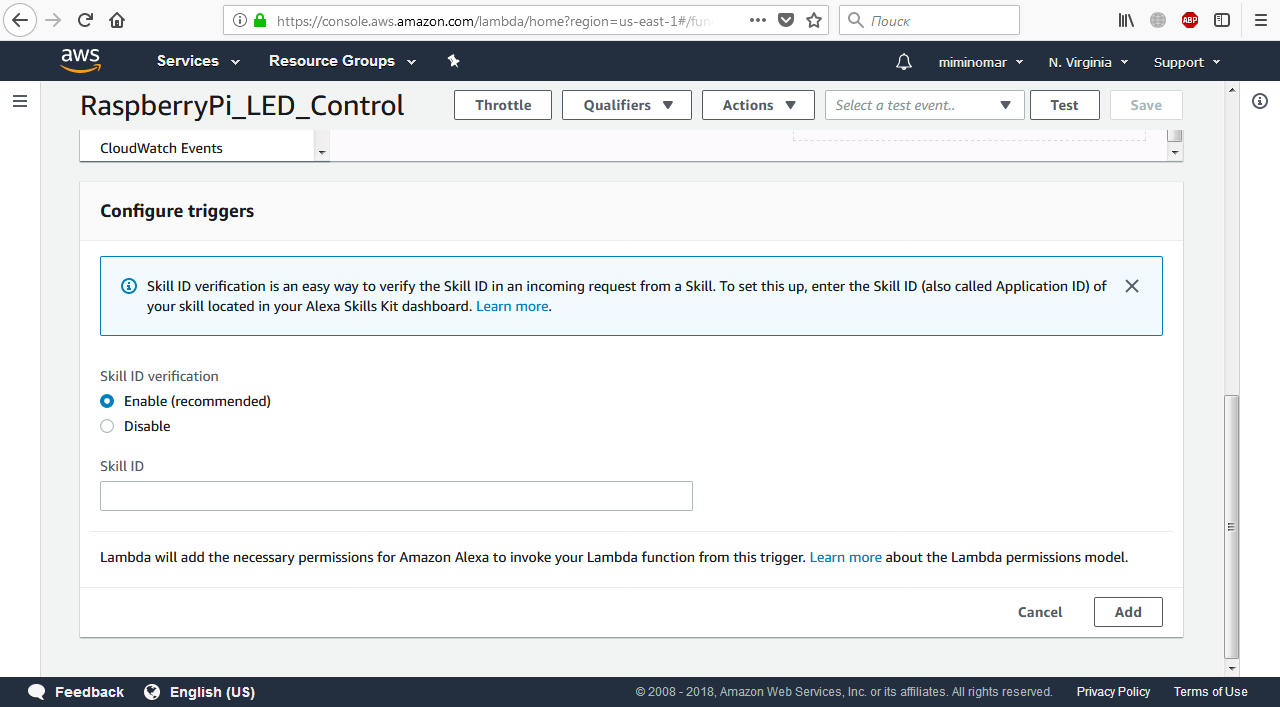 https://console.aws.amazon.com/lambda/home?region=us-east-1#/fun
Поиск
ABP
aws
Services
Resource Groups
miminomar
N. Virginia
Support
RaspberryPi_LED_Control
Throttle
Qualifiers
Actions
Select a test event..
Test
Save
CloudWatch Events
Configure triggers
Skill ID verification is an easy way to verify the Skill ID in an incoming request from a Skill. To set this up, enter the Skill ID (also called Application ID) of
your skill located in your Alexa Skills Kit dashboard. Learn more.
Skill ID verification
Enable (recommended)
Disable
Skill ID
Lambda will add the necessary permissions for Amazon Alexa to invoke your Lambda function from this trigger. Learn more about the Lambda permissions model.
Cancel
Add
Feedback
English (US)
© 2008 - 2018, Amazon Web Services, Inc. or its affiliates. All rights reserved.
Privacy Policy
Terms of Use